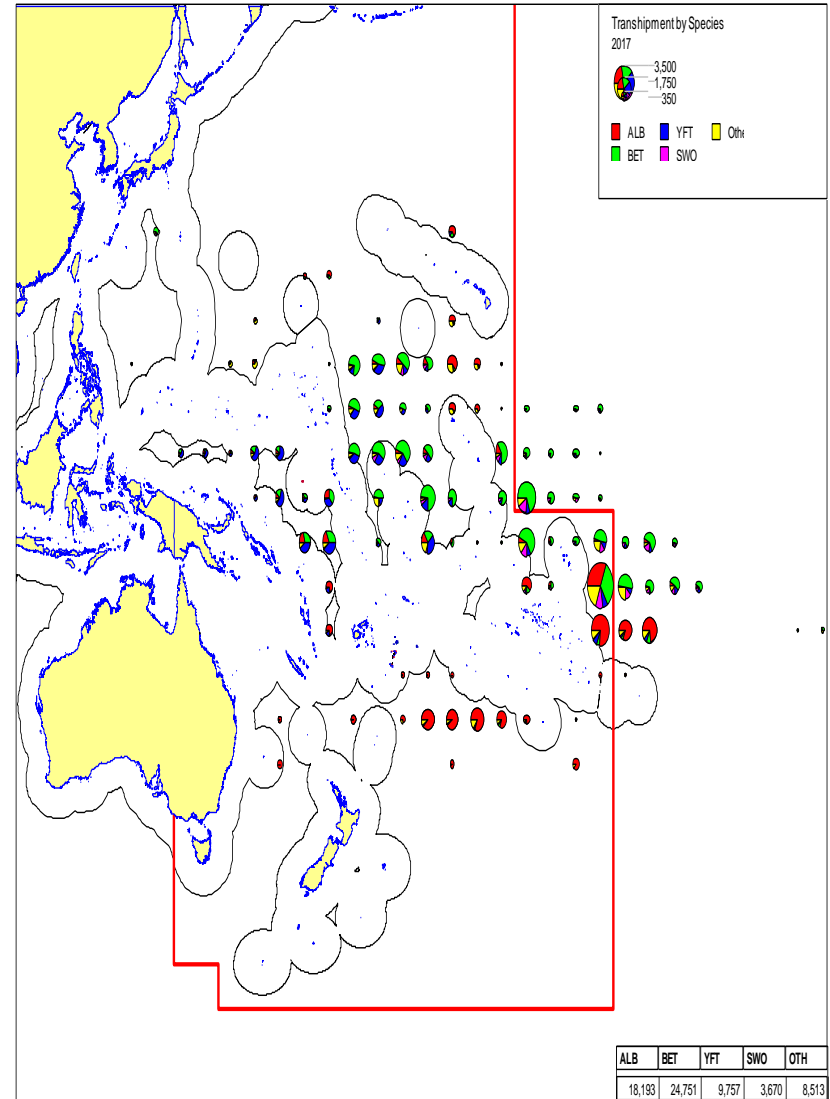 Transhipment by Species
2017
3,500
1,750
350
ALB YFT Othe
BET SWO
ALB BET YFT SWO OTH
18,193 24,751 9,757 3,670 8,513